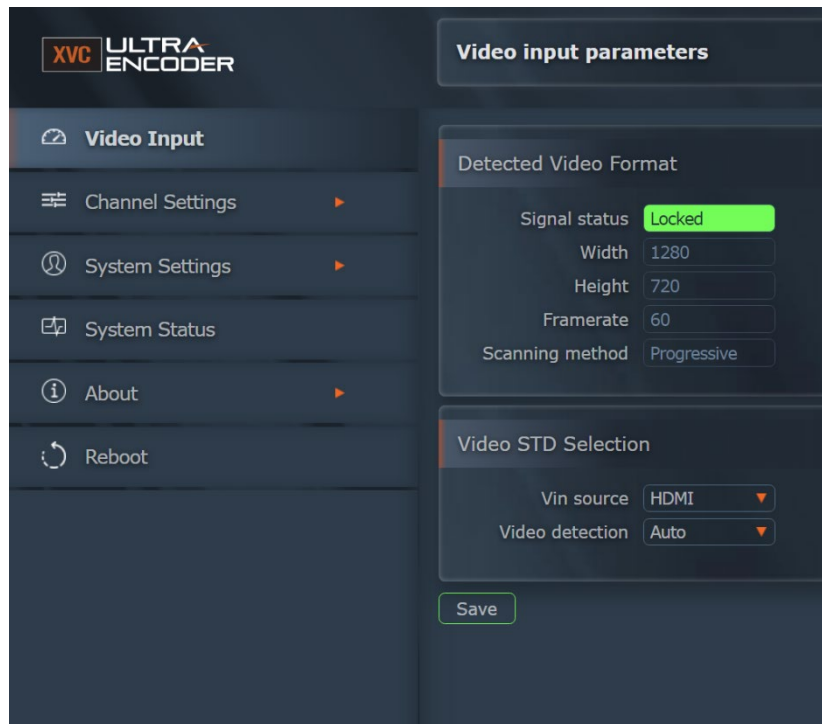 XVC ULTRA
ENCODER
Video input parameters
Video Input
Channel Settings
System Settings
System Status
About
Reboot
Detected Video Format
Signal status Locked
Width 1280
Height 720
Framerate 60
Scanning method Progressive
Video STD Selection
Vin source HDMI
Video detection Auto
Save